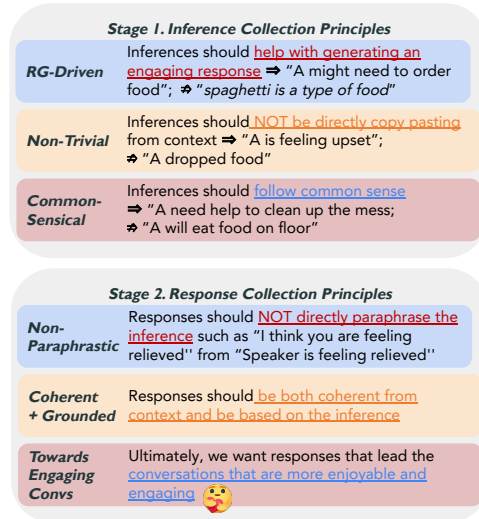 Stage 1. Inference Collection Principles
RG-Driven
Inferences should help with generating an
engaging response ⇒ “A might need to order
food”; ⇏ “spaghetti is a type of food”
Non-Trivial
Inferences should NOT be directly copy pasting
from context ⇒ “A is feeling upset”;
⇏ “A dropped food”
Common-
Sensical
Inferences should follow common sense
⇒ “A need help to clean up the mess;
⇏ “A will eat food on floor”
Stage 2. Response Collection Principles
Non-
Paraphrastic
Responses should NOT directly paraphrase the
inference such as “I think you are feeling
relieved'' from “Speaker is feeling relieved''
Coherent
+ Grounded
Responses should be both coherent from
context and be based on the inference
Towards
Engaging
Convs
Ultimately, we want responses that lead the
conversations that are more enjoyable and
engaging